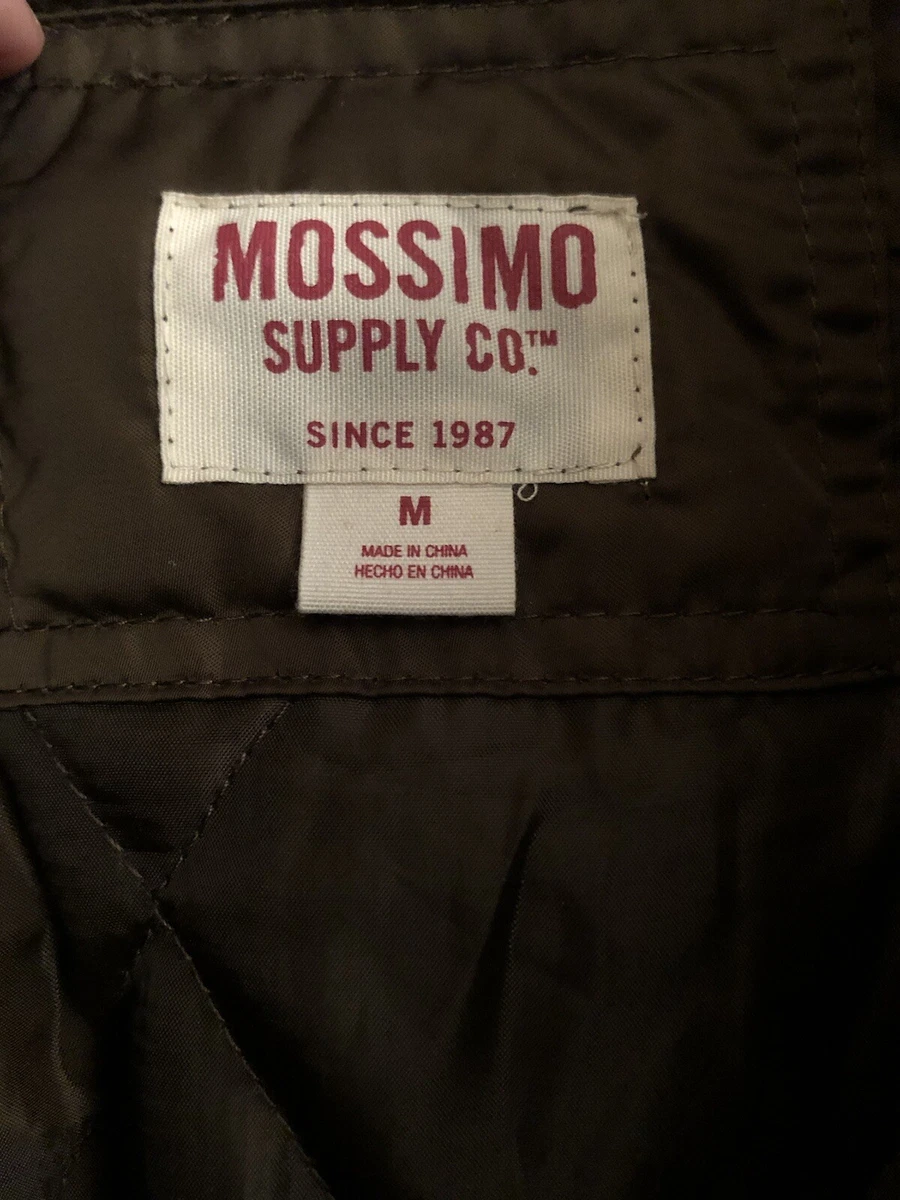 MOSSIMO
SUPPLY CO.™
SINCE 1987
M
MADE IN CHINA
HECHO EN CHINA